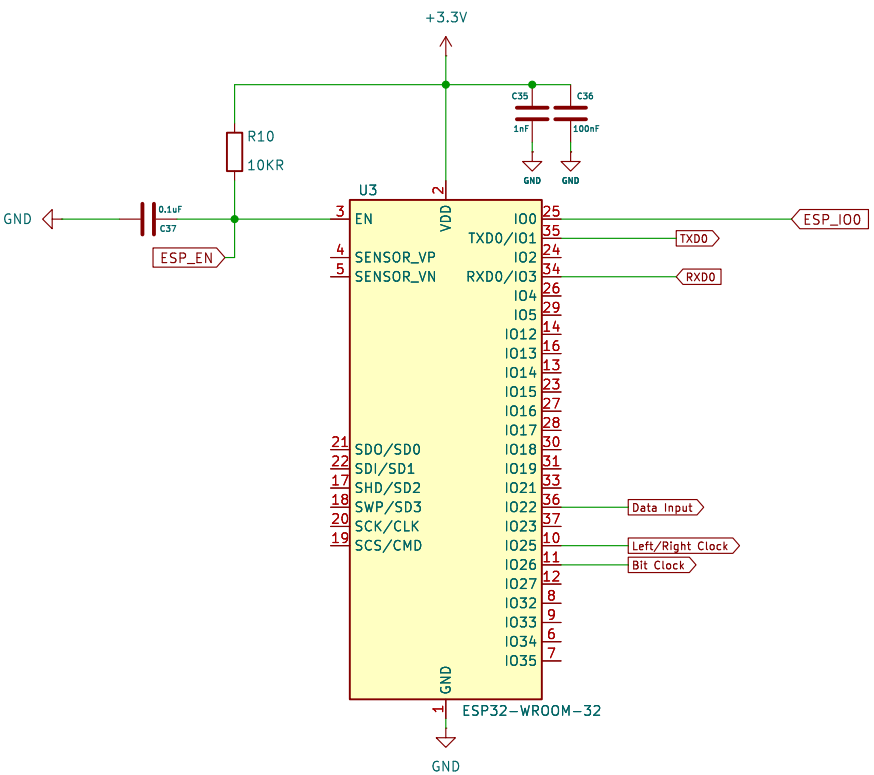 +3.3V
C35
C36
1nF
100nF
GND
GND
R10
10KR
U3
2
VDD
GND
0.1uF
C37
ESP_EN
3
EN
4
SENSOR_VP
5
SENSOR_VN
21
SDO/SD0
22
SDI/SD1
17
SHD/SD2
18
SWP/SD3
20
SCK/CLK
19
SCS/CMD
IO0
25
ESP_IO0
TXD0/IO1
35
TXD0
IO2
24
RXD0/IO3
34
RXD0
IO4
26
IO5
29
IO12
14
IO13
16
IO14
13
IO15
23
IO16
27
IO17
28
IO18
30
IO19
31
IO21
33
IO22
36
Data Input
IO23
37
IO25
10
Left/Right Clock
IO26
11
Bit Clock
IO27
12
IO32
8
IO33
9
IO34
6
IO35
7
GND
1
ESP32-WROOM-32
GND